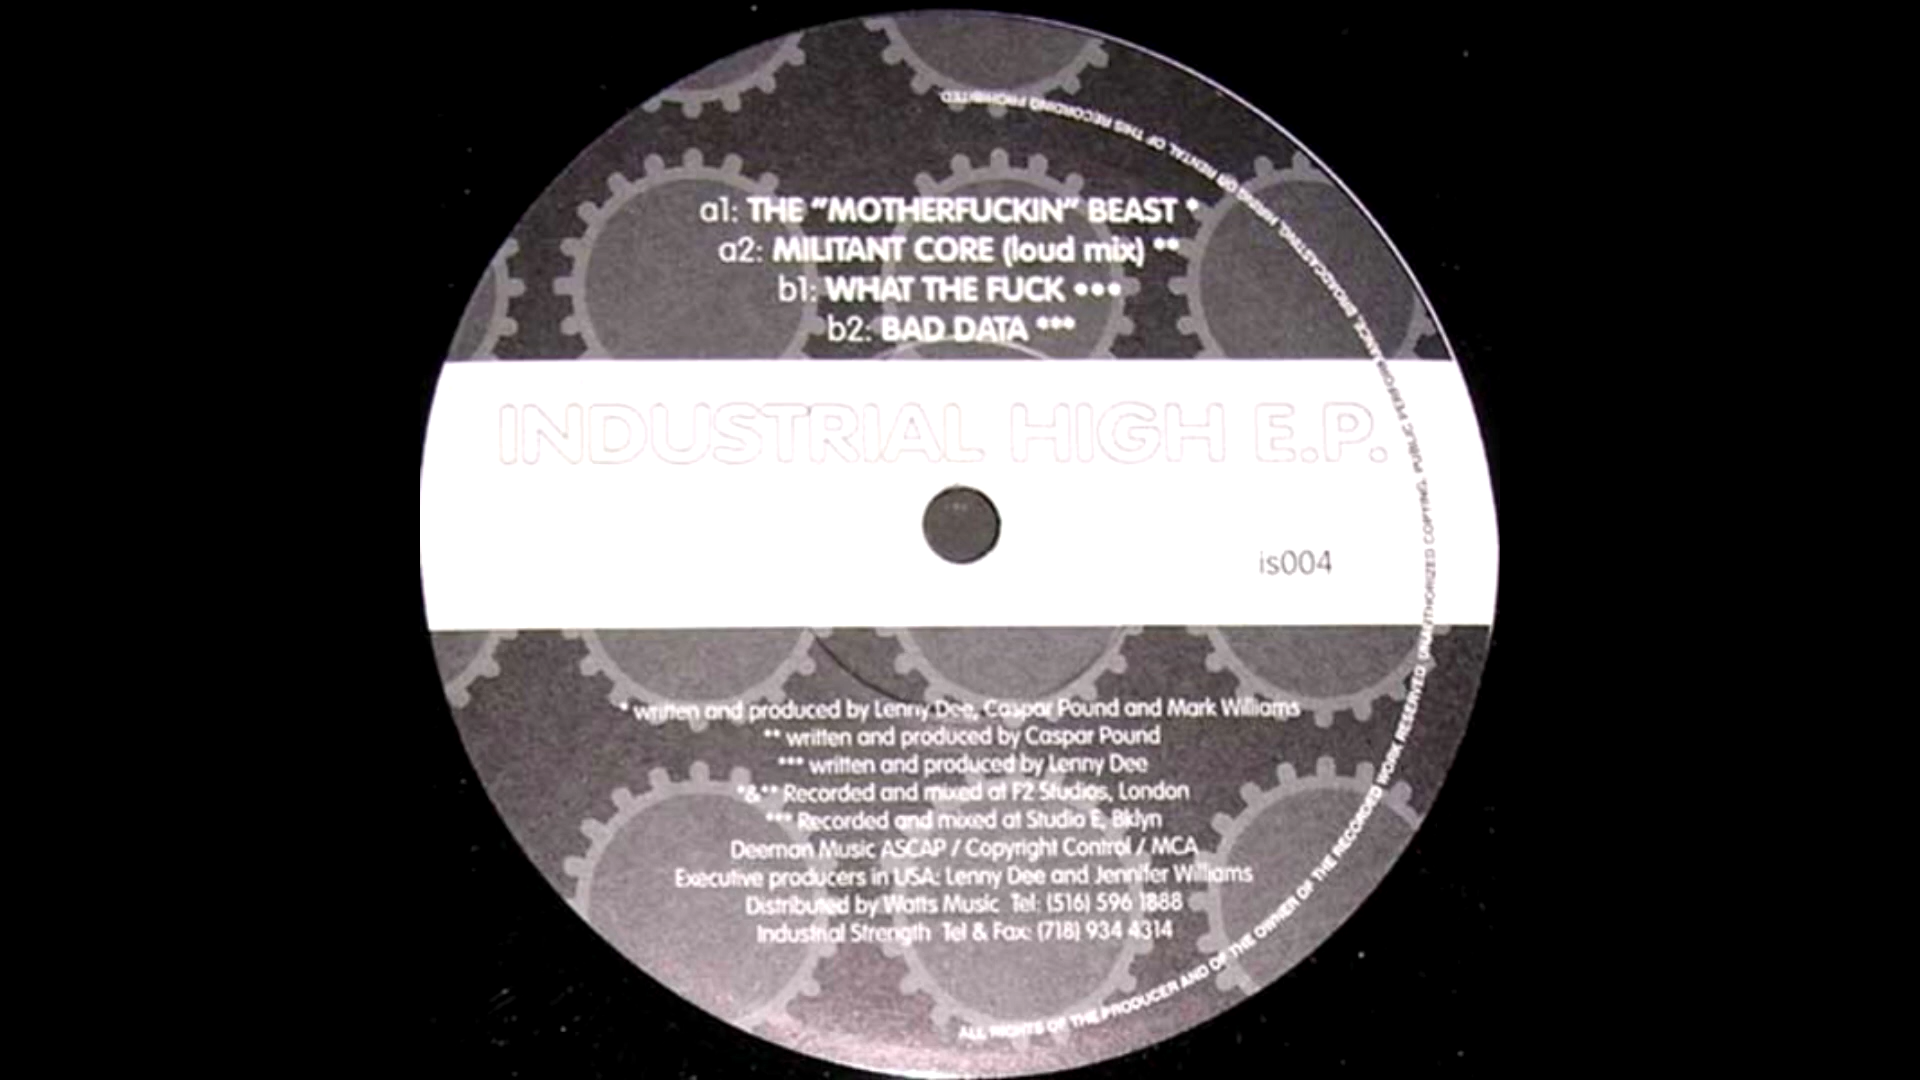 a1: THE "MOTHERFUCKIN" BEAST *
a2: MILITANT CORE (loud mix) **
b1: WHAT THE FUCK •••
b2: BAD DATA ***
INDUSTRIAL HIGH E.P.
is004
* written and produced by Lenny Dee, Caspar Pound and Mark Williams
** written and produced by Caspar Pound
*** written and produced by Lenny Dee
*&** Recorded and mixed at F2 Studios, London
*** Recorded and mixed at Studio E, Bklyn
Deeman Music ASCAP / Copyright Control / MCA
Executive producers in USA: Lenny Dee and Jennifer Williams
Distributed by Watts Music Tel: (516) 596 1888
Industrial Strength Tel & Fax: (718) 934 4314
ALL RIGHTS OF THE PRODUCER AND OF THE OWNER OF THE RECORDED WORK RESERVED. UNAUTHORIZED COPYING, PUBLIC PERFORMANCE, BROADCASTING, HIRING OR RENTAL OF THIS RECORDING PROHIBITED.